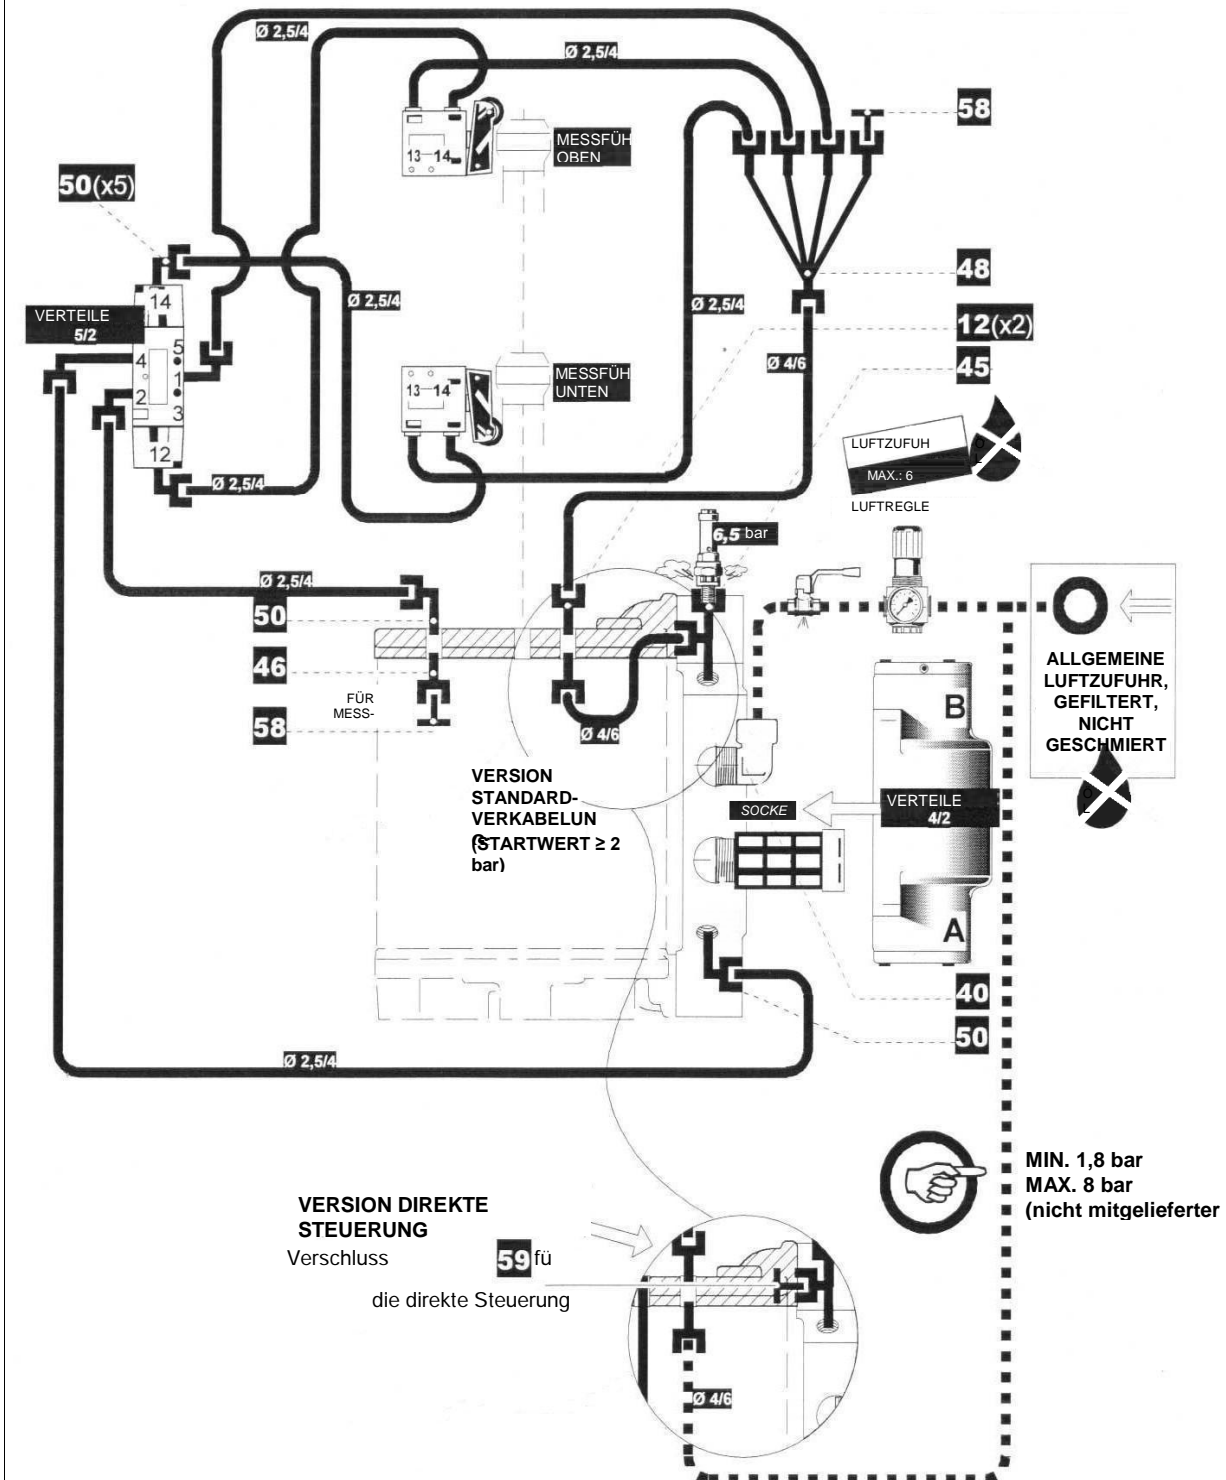 Ø 2,5/4
Ø 2,5/4
58
MESSFÜH
OBEN
13 14
50(x5)
48
14
Ø 2,5/4
Ø 2,5/4
VERTEILE
5/2
12(x2)
5
4
1
2
3
12
Ø 4/6
45
MESSFÜH
UNTEN
13 14
LUFTZUFUH
MAX.: 6
LUFTREGLE
Ø 2,5/4
6,5 bar
Ø 2,5/4
50
46
FÜR
MESS-
58
Ø 4/6
ALLGEMEINE
LUFTZUFUHR,
GEFILTERT,
NICHT
GESCHMIERT
B
VERSION
STANDARD-
VERKABELUN
(STARTWERT ≥ 2
bar)
SOCKE
VERTEILE
4/2
A
40
50
Ø 2,5/4
MIN. 1,8 bar
MAX. 8 bar
(nicht mitgelieferter
VERSION DIREKTE
STEUERUNG
Verschluss 59 fü
die direkte Steuerung
Ø 4/6